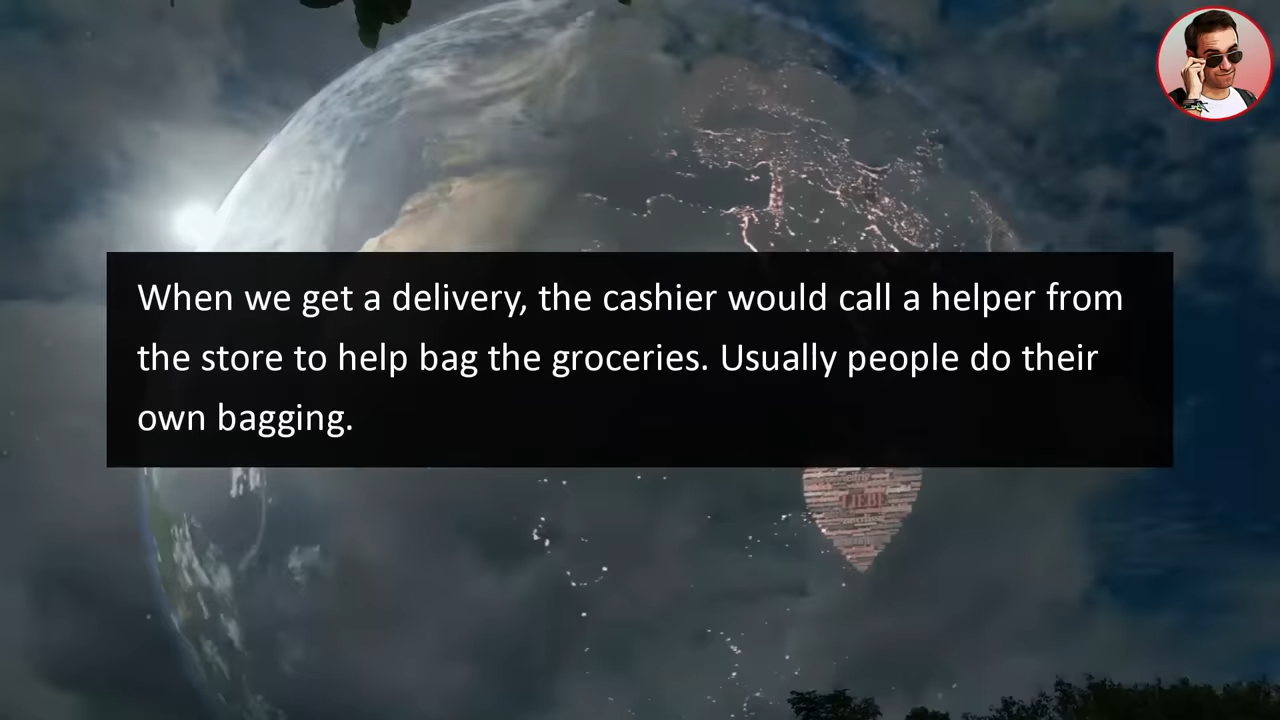 When we get a delivery, the cashier would call a helper from
the store to help bag the groceries. Usually people do their
own bagging.
LIEBE